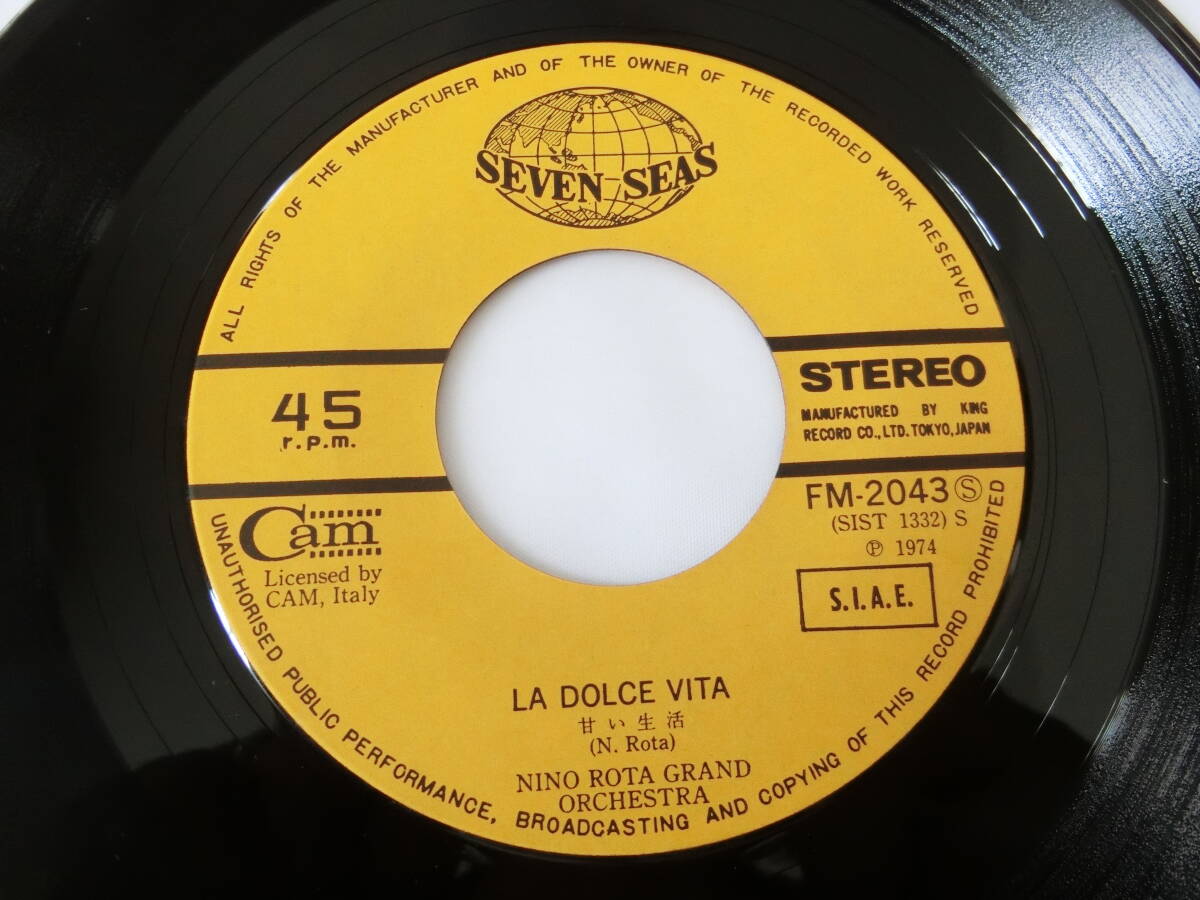 ALL RIGHTS OF THE MANUFACTURER AND OF THE OWNER OF THE RECORDED WORK RESERVED
SEVEN SEAS
45
r.p.m.
STEREO
MANUFACTURED BY KING
RECORD CO., LTD. TOKYO, JAPAN
FM-2043 Ⓢ
(SIST 1332) S
℗ 1974
S.I.A.E.
Cam
Licensed by
CAM, Italy
LA DOLCE VITA
甘い生活
(N. Rota)
NINO ROTA GRAND
ORCHESTRA
UNAUTHORISED PUBLIC PERFORMANCE, BROADCASTING AND COPYING OF THIS RECORD PROHIBITED